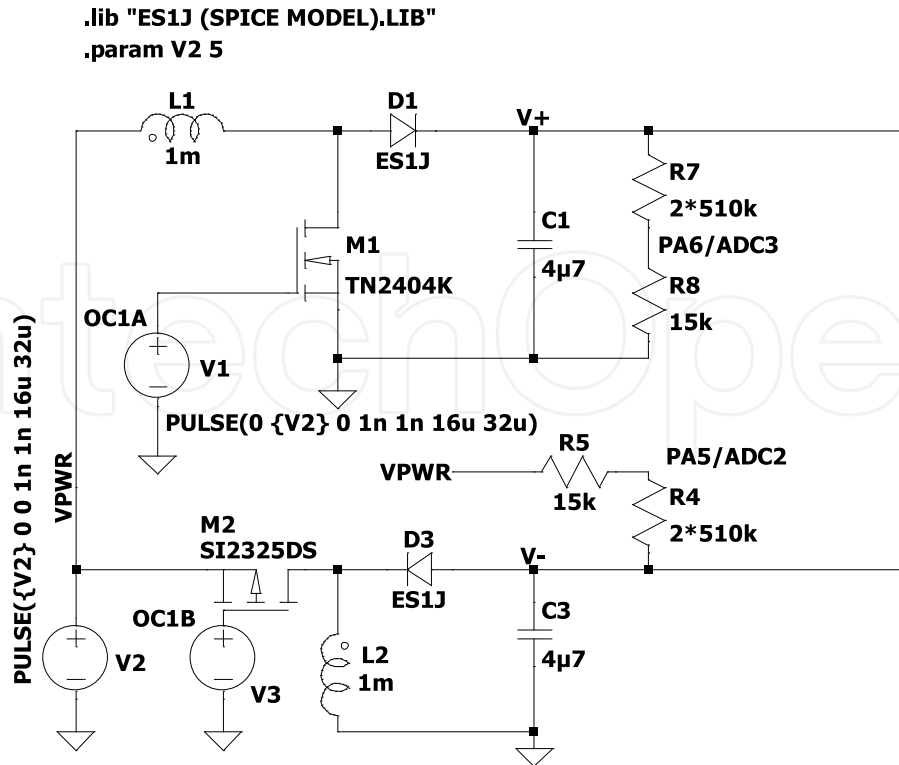 .lib "ES1J (SPICE MODEL).LIB"
.param V2 5
L1
1m
D1
ES1J
V+
R7
2*510k
C1
4µ7
PA6/ADC3
R8
15k
M1
TN2404K
OC1A
V1
PULSE(0 {V2} 0 1n 1n 16u 32u)
PULSE({V2} 0 0 1n 1n 16u 32u)
VPWR
VPWR
R5
15k
PA5/ADC2
R4
2*510k
M2
SI2325DS
D3
ES1J
V-
OC1B
V2
V3
L2
1m
C3
4µ7
ntechOpe